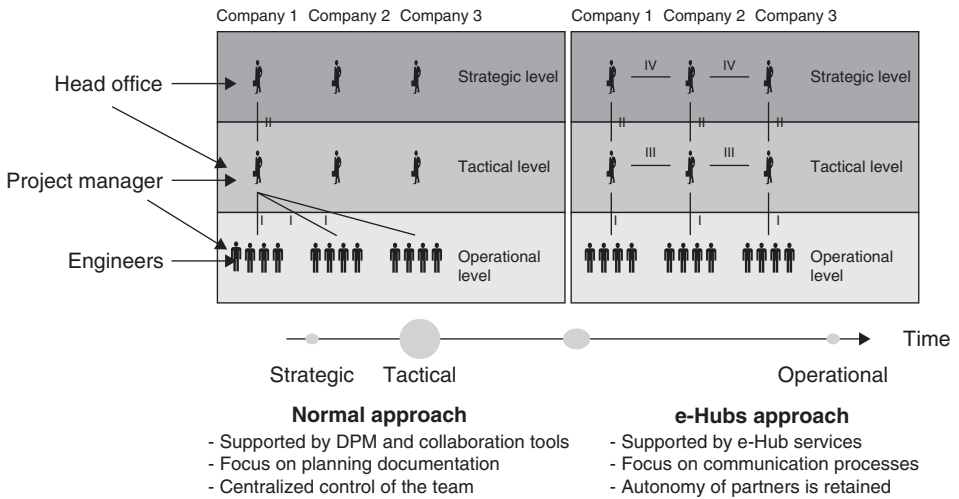 Company 1 Company 2 Company 3 Company 1 Company 2 Company 3
Head office
Strategic level
IV IV
Strategic level
II
II II II
Project manager
Tactical level
III III
Tactical level
I I I
I I I
Engineers
Operational
level
Operational
level
Time
Strategic Tactical Operational
Normal approach
- Supported by DPM and collaboration tools
- Focus on planning documentation
- Centralized control of the team
e-Hubs approach
- Supported by e-Hub services
- Focus on communication processes
- Autonomy of partners is retained